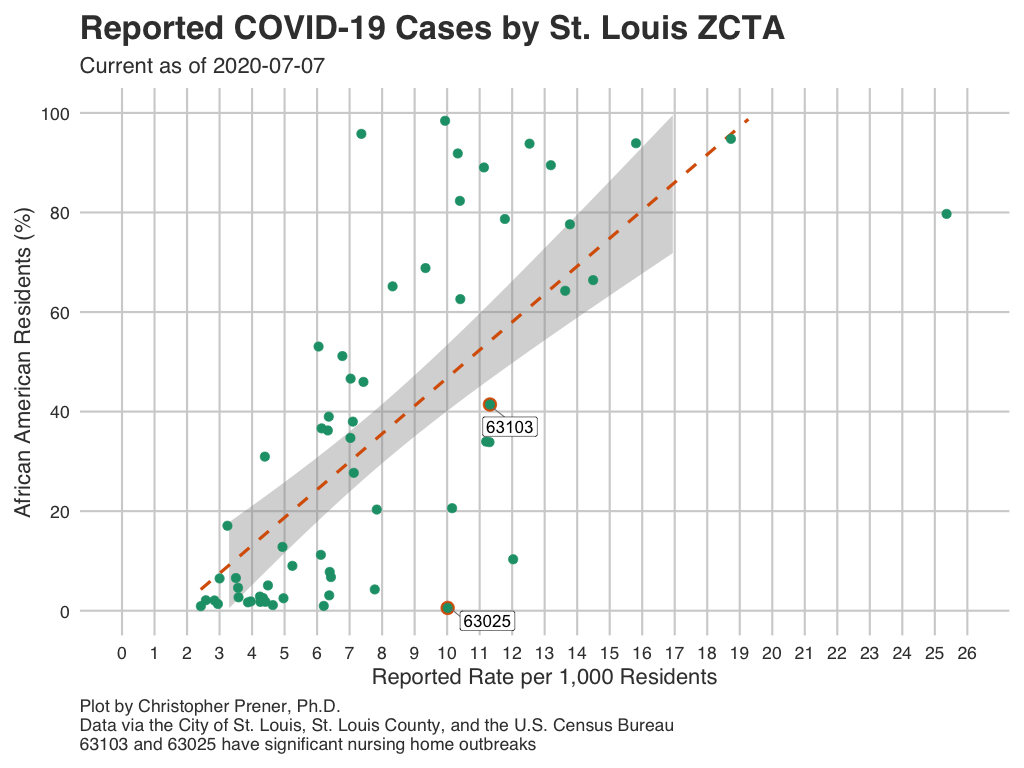 Reported COVID-19 Cases by St. Louis ZCTA
Current as of 2020-07-07
African American Residents (%)
100
80
60
40
20
0
63103
63025
0 1 2 3 4 5 6 7 8 9 10 11 12 13 14 15 16 17 18 19 20 21 22 23 24 25 26
Reported Rate per 1,000 Residents
Plot by Christopher Prener, Ph.D.
Data via the City of St. Louis, St. Louis County, and the U.S. Census Bureau
63103 and 63025 have significant nursing home outbreaks